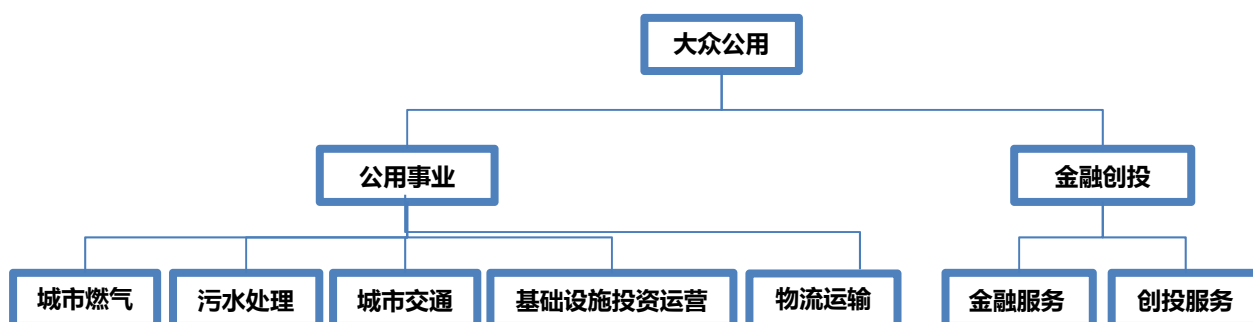 大众公用
公用事业
金融创投
城市燃气
污水处理
城市交通
基础设施投资运营
物流运输
金融服务
创投服务